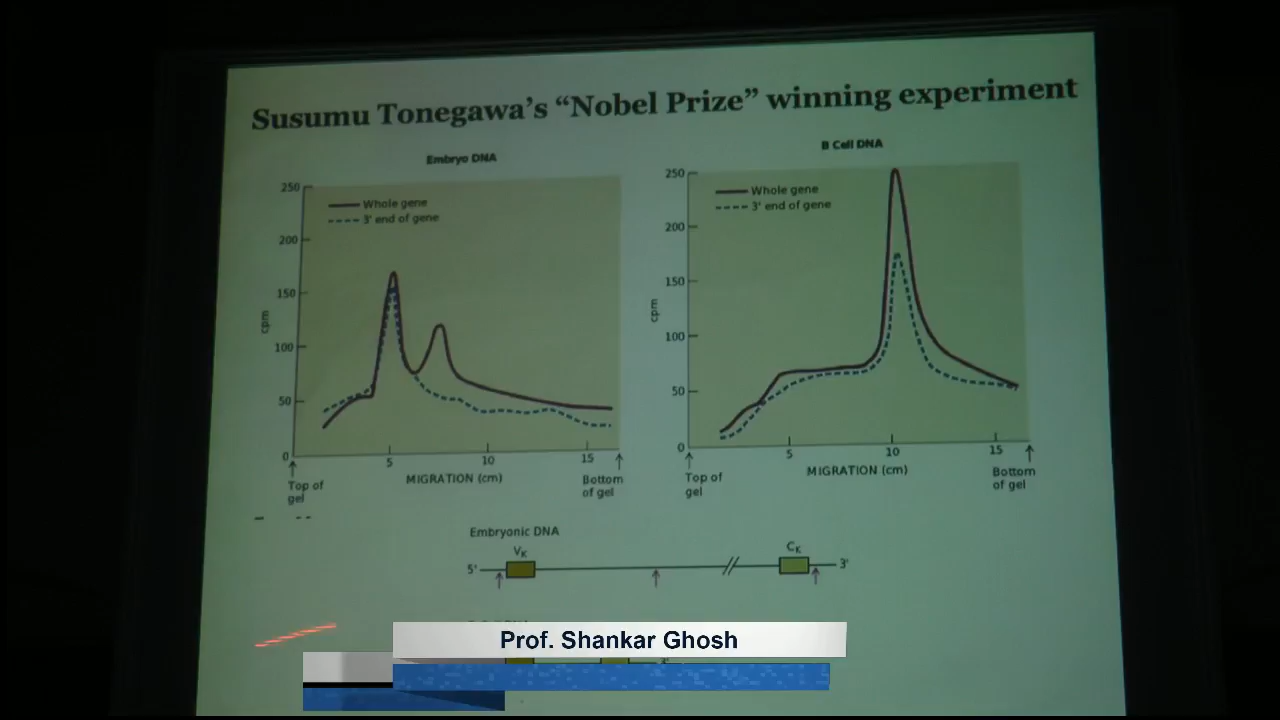 Susumu Tonegawa's “Nobel Prize” winning experiment
Embryo DNA
250
200
150
100
50
0
cpm
Whole gene
3' end of gene
5
10
15
MIGRATION (cm)
Top of
gel
Bottom
of gel
B Cell DNA
250
200
150
100
50
0
cpm
Whole gene
3' end of gene
5
10
15
MIGRATION (cm)
Top of
gel
Bottom
of gel
Embryonic DNA
Vκ
Cκ
5'
3'
Prof. Shankar Ghosh
3'